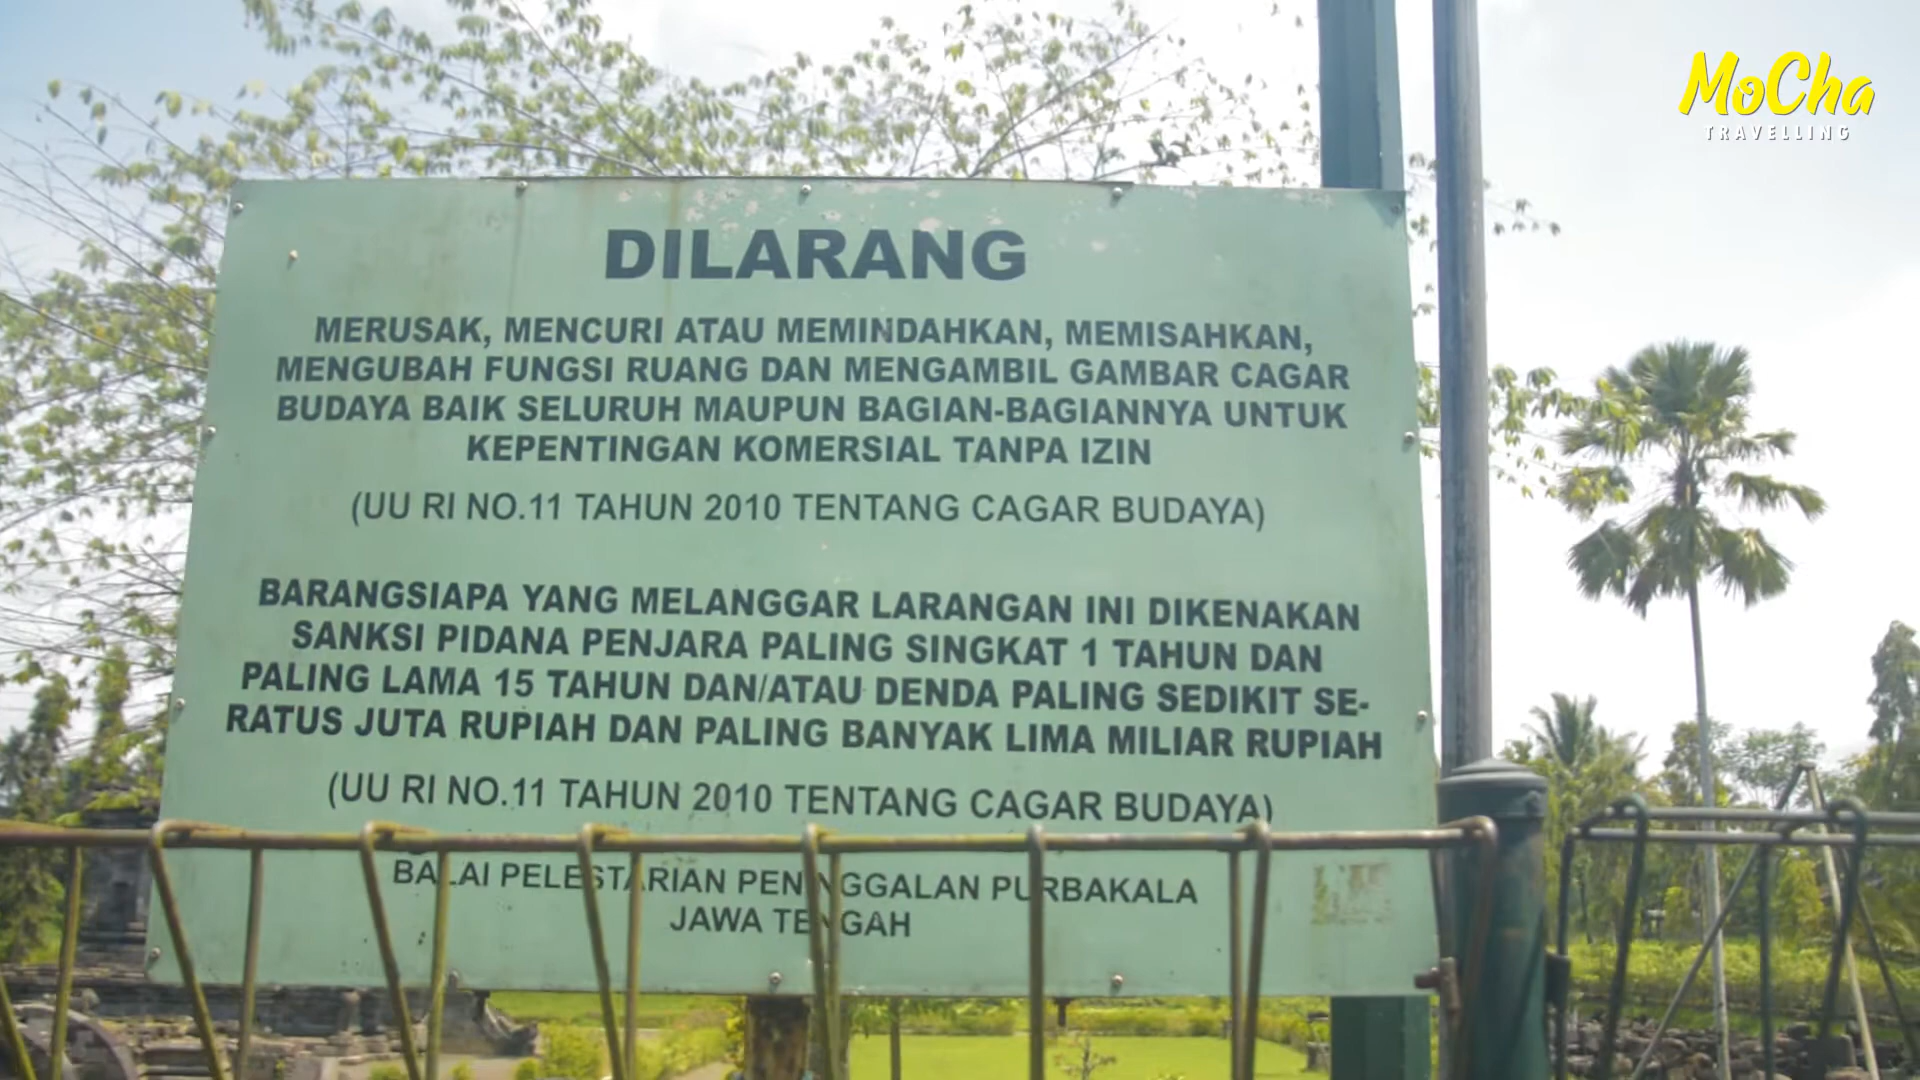 MoCha
TRAVELLING
DILARANG
MERUSAK, MENCURI ATAU MEMINDAHKAN, MEMISAHKAN,
MENGUBAH FUNGSI RUANG DAN MENGAMBIL GAMBAR CAGAR
BUDAYA BAIK SELURUH MAUPUN BAGIAN-BAGIANNYA UNTUK
KEPENTINGAN KOMERSIAL TANPA IZIN
(UU RI NO.11 TAHUN 2010 TENTANG CAGAR BUDAYA)
BARANGSIAPA YANG MELANGGAR LARANGAN INI DIKENAKAN
SANKSI PIDANA PENJARA PALING SINGKAT 1 TAHUN DAN
PALING LAMA 15 TAHUN DAN/ATAU DENDA PALING SEDIKIT SE-
RATUS JUTA RUPIAH DAN PALING BANYAK LIMA MILIAR RUPIAH
(UU RI NO.11 TAHUN 2010 TENTANG CAGAR BUDAYA)
BALAI PELESTARIAN PENINGGALAN PURBAKALA
JAWA TENGAH